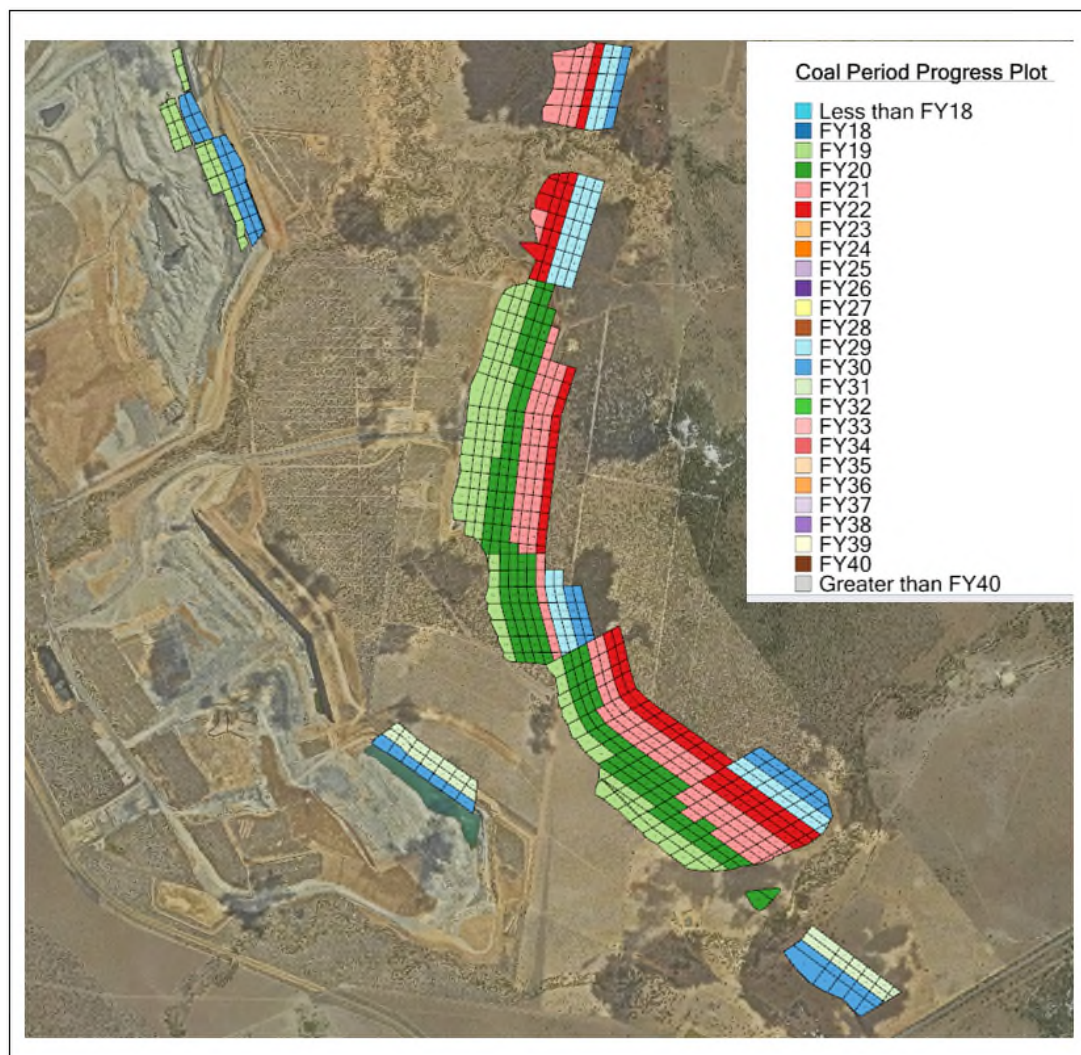 Coal Period Progress Plot
Less than FY18
FY18
FY19
FY20
FY21
FY22
FY23
FY24
FY25
FY26
FY27
FY28
FY29
FY30
FY31
FY32
FY33
FY34
FY35
FY36
FY37
FY38
FY39
FY40
Greater than FY40